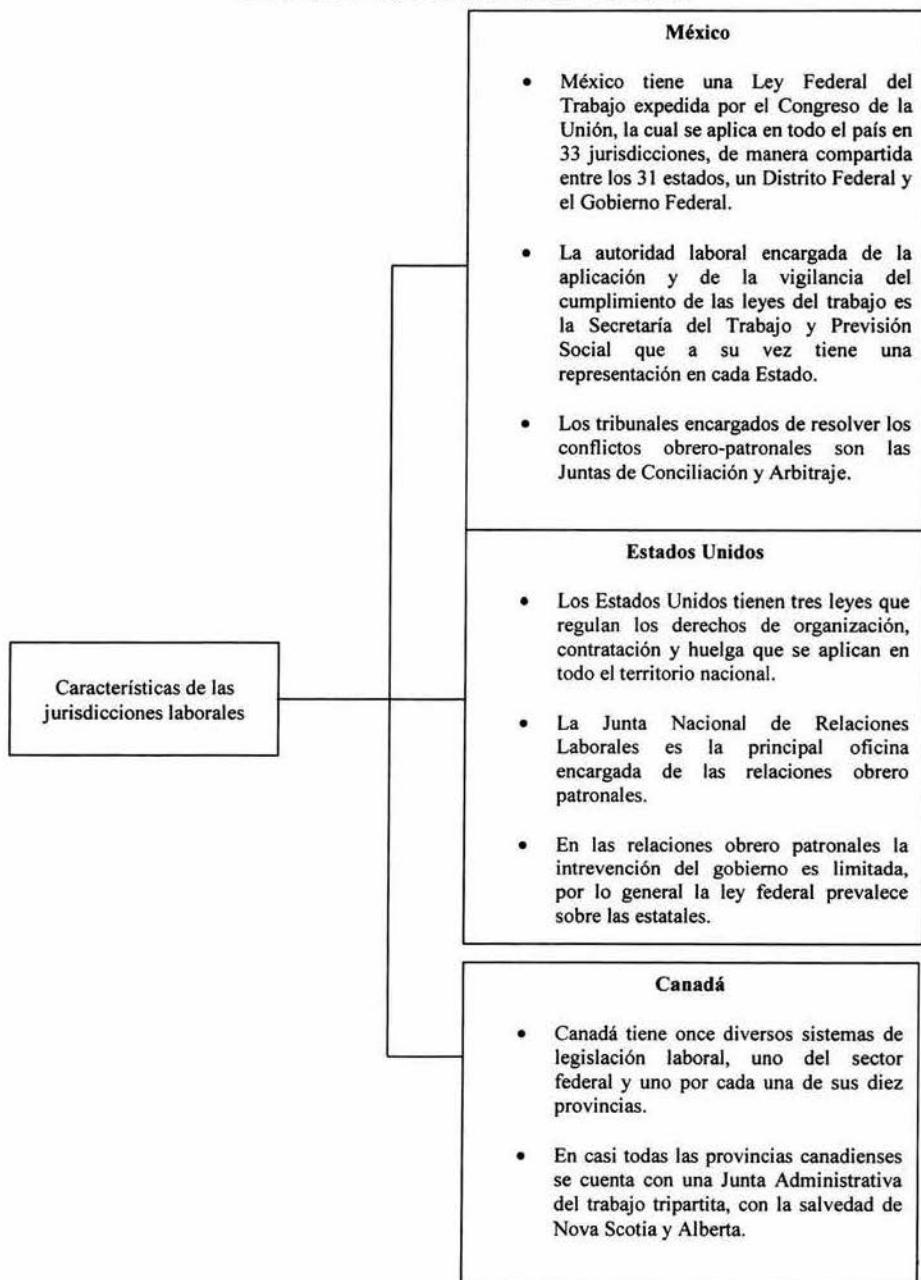 Características de las
jurisdicciones laborales
México
• México tiene una Ley Federal del
Trabajo expedida por el Congreso de la
Unión, la cual se aplica en todo el país en
33 jurisdicciones, de manera compartida
entre los 31 estados, un Distrito Federal y
el Gobierno Federal.
• La autoridad laboral encargada de la
aplicación y de la vigilancia del
cumplimiento de las leyes del trabajo es
la Secretaría del Trabajo y Previsión
Social que a su vez tiene una
representación en cada Estado.
• Los tribunales encargados de resolver los
conflictos obrero-patronales son las
Juntas de Conciliación y Arbitraje.
Estados Unidos
• Los Estados Unidos tienen tres leyes que
regulan los derechos de organización,
contratación y huelga que se aplican en
todo el territorio nacional.
• La Junta Nacional de Relaciones
Laborales es la principal oficina
encargada de las relaciones obrero
patronales.
• En las relaciones obrero patronales la
intrevención del gobierno es limitada,
por lo general la ley federal prevalece
sobre las estatales.
Canadá
• Canadá tiene once diversos sistemas de
legislación laboral, uno del sector
federal y uno por cada una de sus diez
provincias.
• En casi todas las provincias canadienses
se cuenta con una Junta Administrativa
del trabajo tripartita, con la salvedad de
Nova Scotia y Alberta.